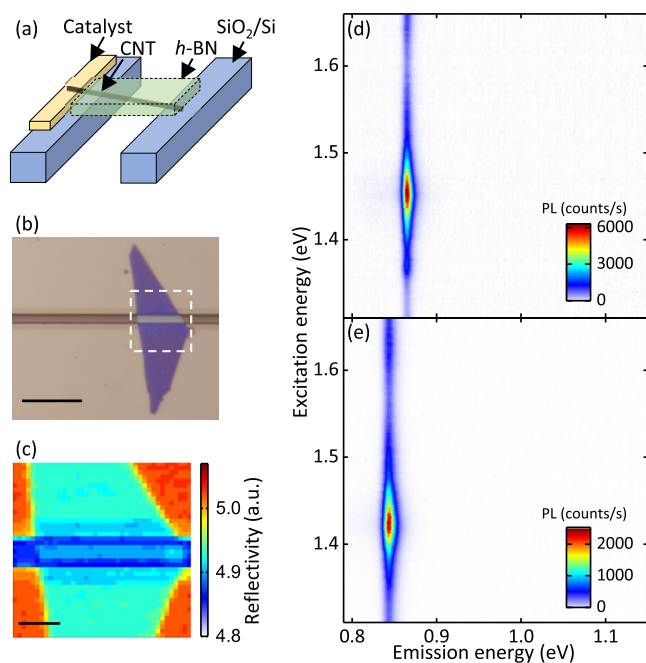 (a)
Catalyst
CNT
h-BN
SiO₂/Si
(b)
(c)
5.0
4.9
4.8
Reflectivity (a.u.)
(d)
1.6
1.5
1.4
PL (counts/s)
6000
3000
0
Excitation energy (eV)
(e)
1.6
1.5
1.4
PL (counts/s)
2000
1000
0
0.8 0.9 1.0 1.1
Emission energy (eV)